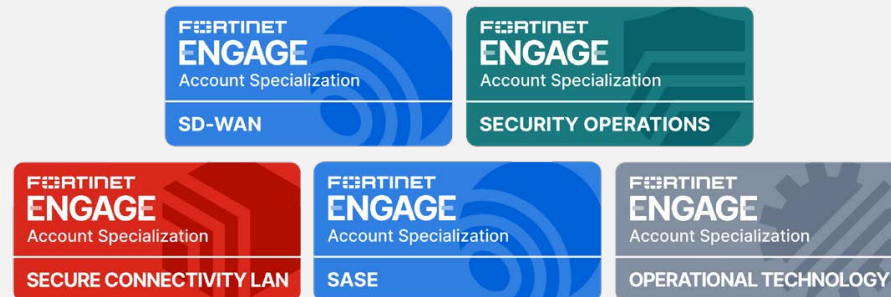 FORTINET
ENGAGE
Account Specialization
SD-WAN
FORTINET
ENGAGE
Account Specialization
SECURITY OPERATIONS
FORTINET
ENGAGE
Account Specialization
SECURE CONNECTIVITY LAN
FORTINET
ENGAGE
Account Specialization
SASE
FORTINET
ENGAGE
Account Specialization
OPERATIONAL TECHNOLOGY